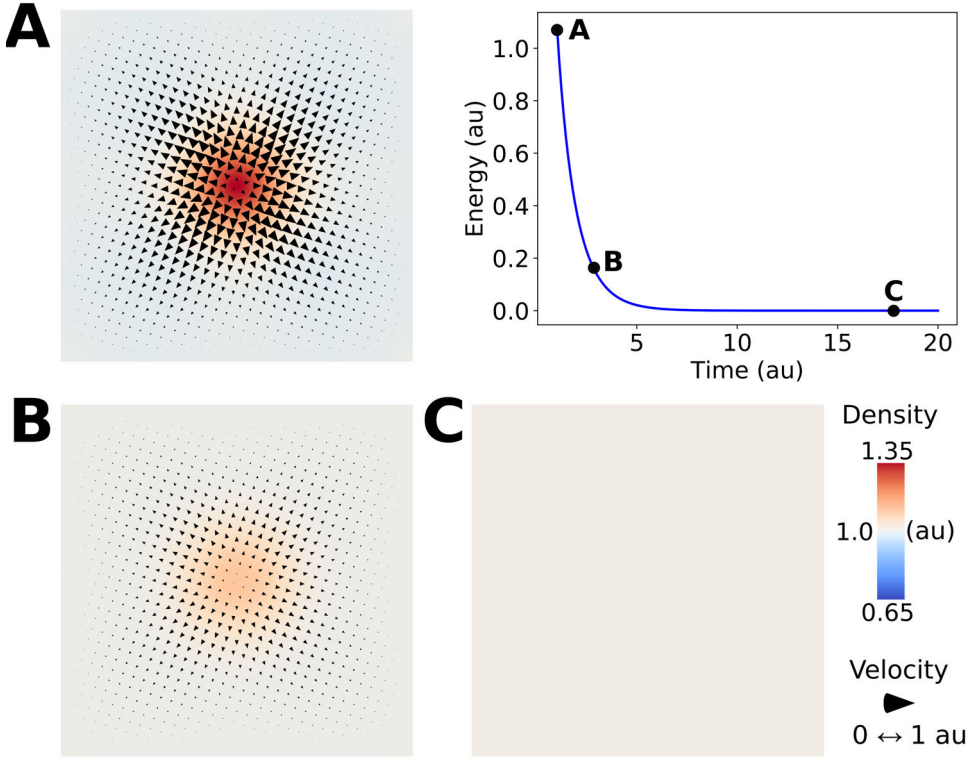 A
1.0
0.8
0.6
0.4
0.2
0.0
Energy (au)
A
B
C
5
10
15
20
Time (au)
B
C
Density
1.35
1.0 (au)
0.65
Velocity
0 ↔ 1 au